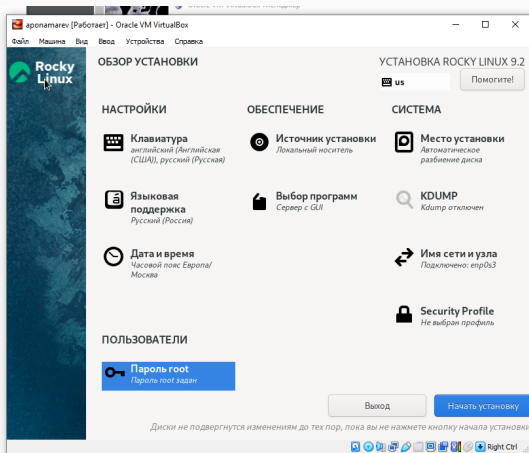 aponamarev [Работает] - Oracle VM VirtualBox
Файл Машина Вид Ввод Устройства Справка
Rocky Linux
ОБЗОР УСТАНОВКИ
УСТАНОВКА ROCKY LINUX 9.2
us
Помогите!
НАСТРОЙКИ
Клавиатура
английский (Английская
(США)), русский (Русская)
Языковая
поддержка
Русский (Россия)
Дата и время
Часовой пояс Европа/
Москва
ОБЕСПЕЧЕНИЕ
Источник установки
Локальный носитель
Выбор программ
Сервер с GUI
СИСТЕМА
Место установки
Автоматическое
разбиение диска
KDUMP
Kdump отключен
Имя сети и узла
Подключено: enp0s3
Security Profile
Не выбран профиль
ПОЛЬЗОВАТЕЛИ
Пароль root
Пароль root задан
Выход
Начать установку
Диски не подвергнутся изменениям до тех пор, пока вы не нажмете кнопку начала установки
Right Ctrl